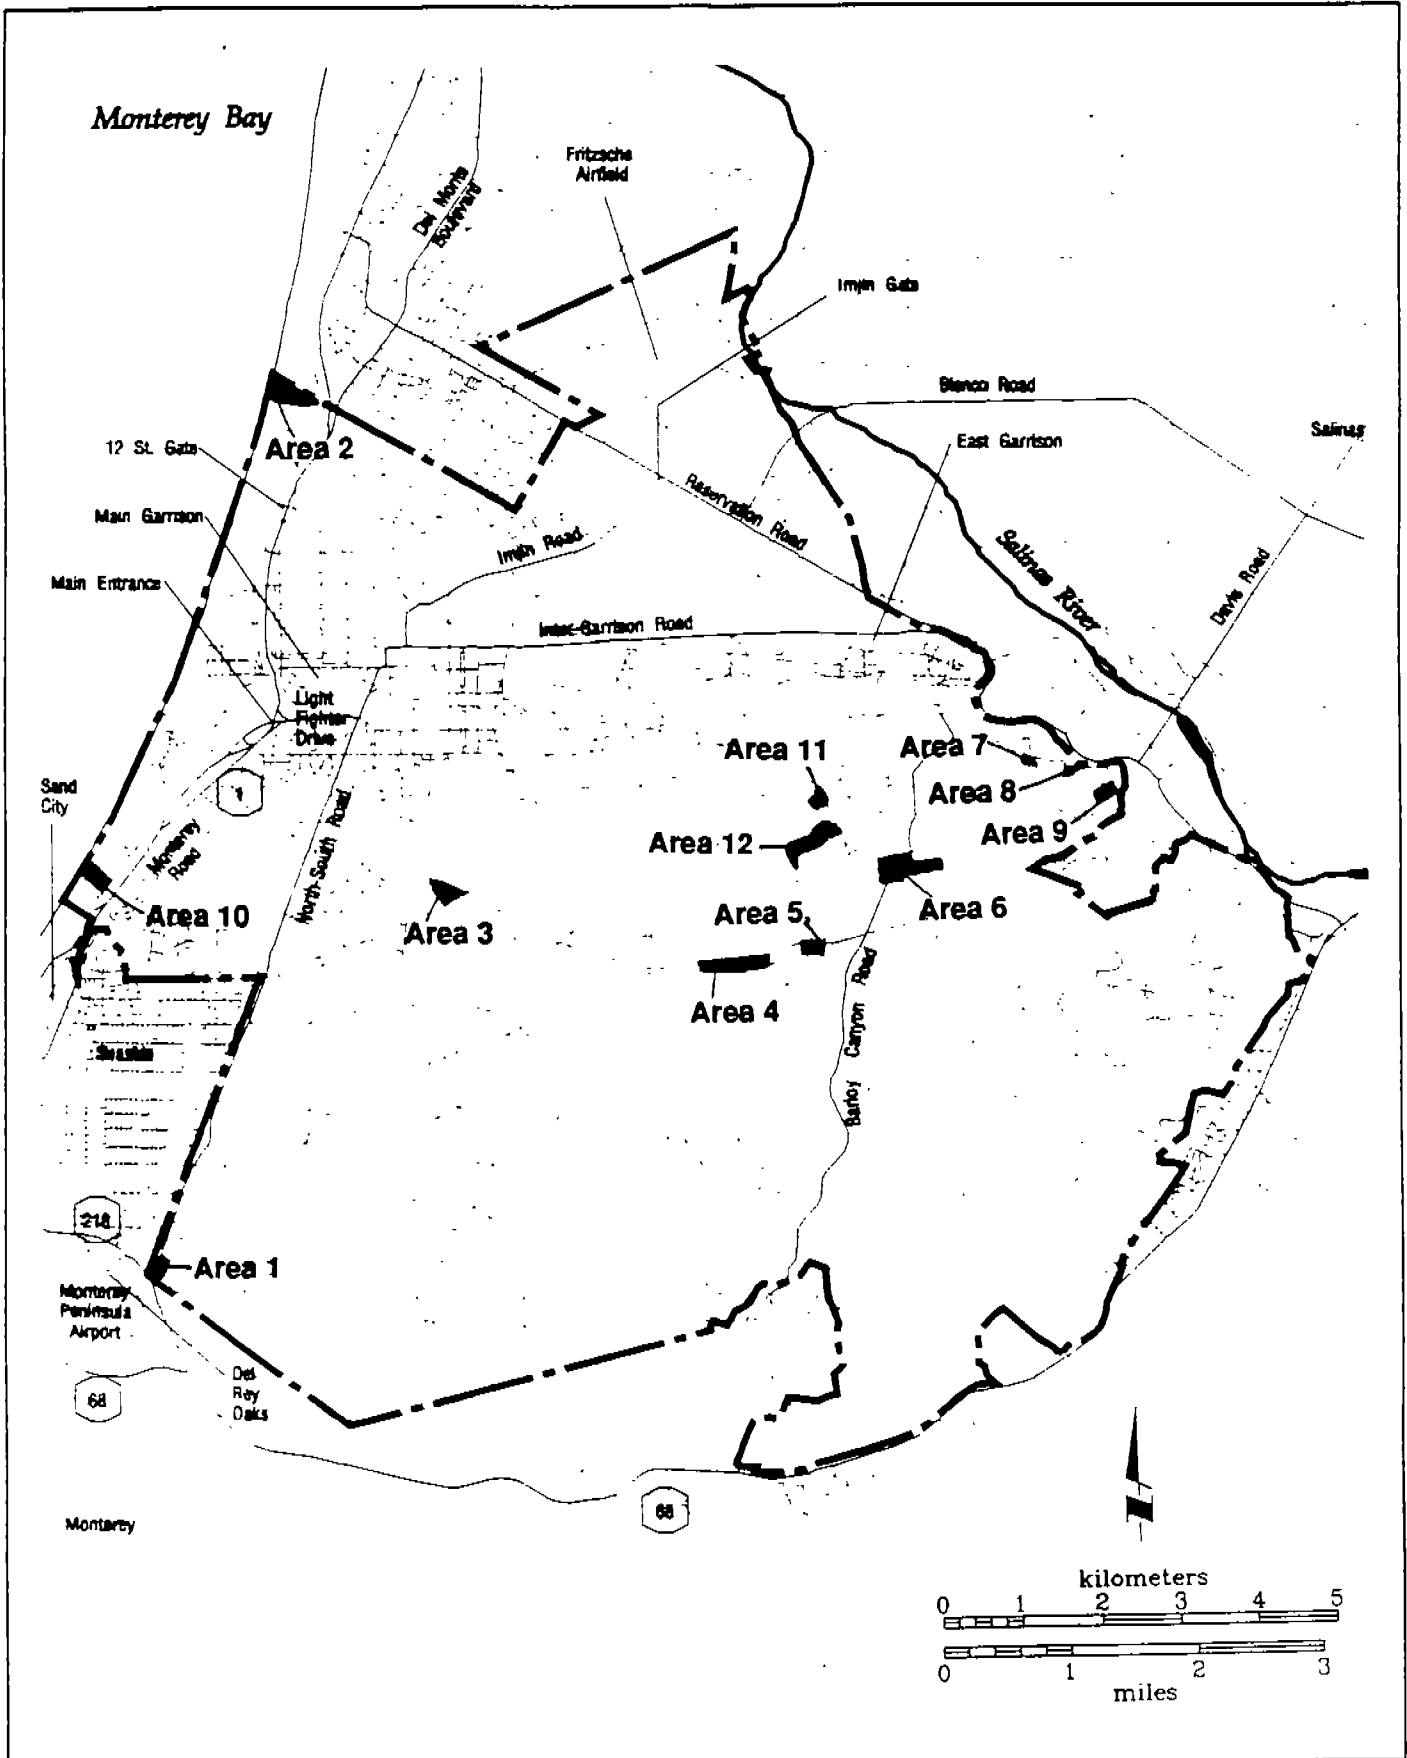 Monterey Bay
Fritzsche
Airfield
Del Monte
Boulevard
Imjin Gate
Blanco Road
Salinas
East Garrison
12 St. Gate
Area 2
Reservation Road
Main Garrison
Imjin Road
Salinas River
Davis Road
Main Entrance
Inter-Garrison Road
Light
Fighter
Drive
Area 11
Area 7
Sand
City
1
Area 8
Monterey
Road
North-South Road
Area 12
Area 9
Area 10
Area 3
Area 5
Area 6
Area 4
Barloy Canyon Road
Seaside
218
Area 1
Monterey
Peninsula
Airport
68
Del
Rey
Oaks
68
Monterey
kilometers
0 1 2 3 4 5
0 1 2 3
miles